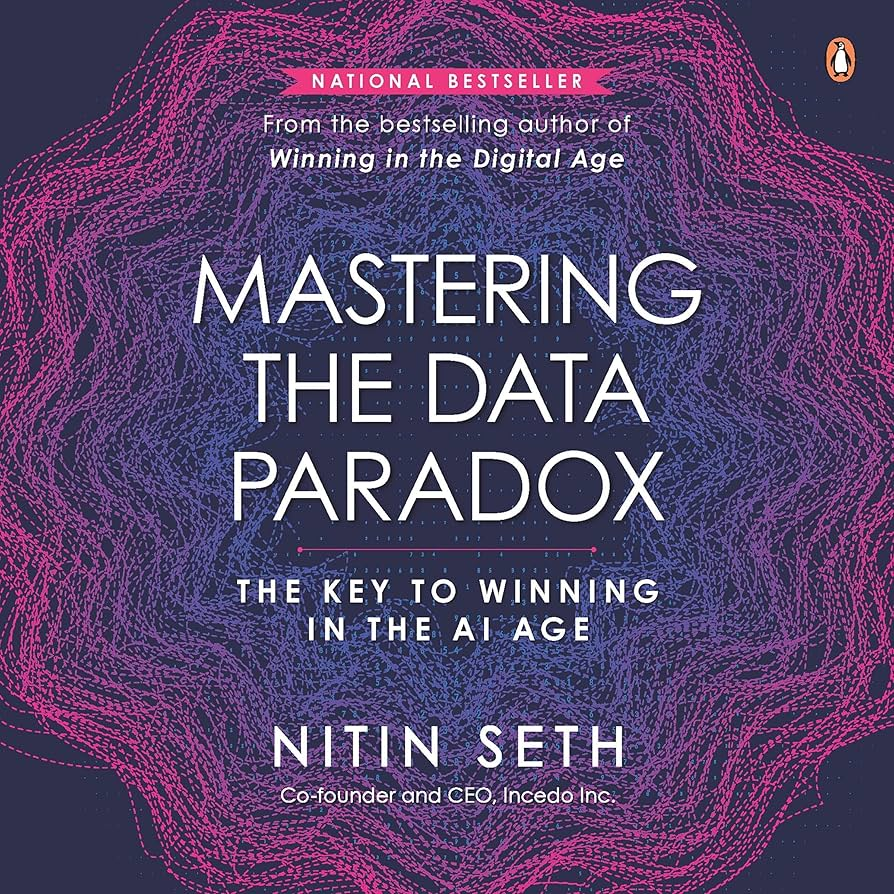 NATIONAL BESTSELLER
From the bestselling author of
Winning in the Digital Age
MASTERING
THE DATA
PARADOX
THE KEY TO WINNING
IN THE AI AGE
NITIN SETH
Co-founder and CEO, Incedo Inc.